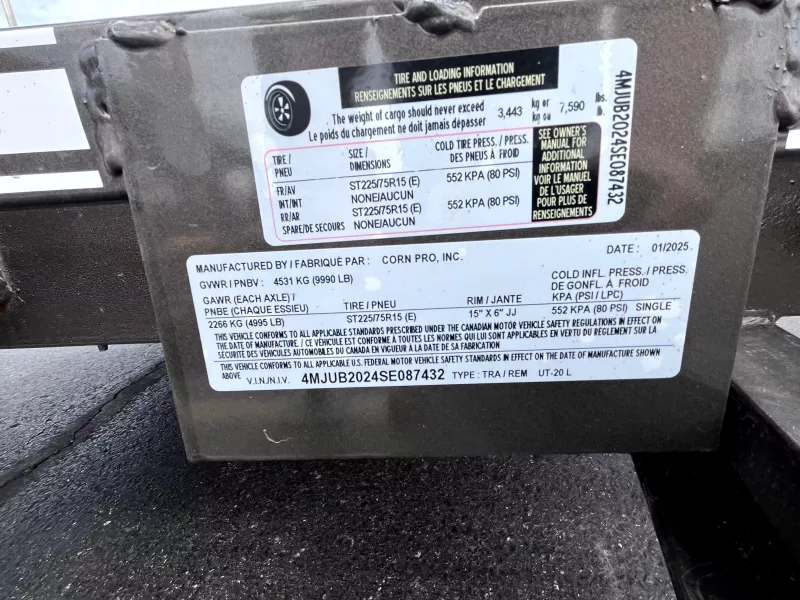 TIRE AND LOADING INFORMATION
RENSEIGNEMENTS SUR LES PNEUS ET LE CHARGEMENT
The weight of cargo should never exceed 3,443 kg or 7,590 lbs.
Le poids du chargement ne doit jamais dépasser kg ou lb.
TIRE / PNEU SIZE / DIMENSIONS COLD TIRE PRESS. / PRESS. DES PNEUS À FROID
FR/AV ST225/75R15 (E) 552 KPA (80 PSI)
INT/INT NONE/AUCUN
RR/AR ST225/75R15 (E) 552 KPA (80 PSI)
SPARE/DE SECOURS NONE/AUCUN
SEE OWNER'S
MANUAL FOR
ADDITIONAL
INFORMATION
VOIR LE MANUEL
DE L'USAGER
POUR PLUS DE
RENSEIGNEMENTS
4MJUB2024SE087432
MANUFACTURED BY / FABRIQUÉ PAR : CORN PRO, INC. DATE : 01/2025
GVWR / PNBV : 4531 KG (9990 LB)
COLD INFL. PRESS. / PRESS.
DE GONFL. À FROID
GAWR (EACH AXLE) /
PNBE (CHAQUE ESSIEU) TIRE / PNEU RIM / JANTE KPA (PSI / LPC)
2266 KG (4995 LB) ST225/75R15 (E) 15" X 6" JJ 552 KPA (80 PSI) SINGLE
THIS VEHICLE CONFORMS TO ALL APPLICABLE STANDARDS PRESCRIBED UNDER THE CANADIAN MOTOR VEHICLE SAFETY REGULATIONS IN EFFECT ON
THE DATE OF MANUFACTURE. / CE VÉHICULE EST CONFORME À TOUTES LES NORMES QUI LUI SONT APPLICABLES EN VERTU DU RÈGLEMENT SUR LA
SÉCURITÉ DES VÉHICULES AUTOMOBILES DU CANADA EN VIGUEUR À LA DATE DE SA FABRICATION
THIS VEHICLE CONFORMS TO ALL APPLICABLE U.S. FEDERAL MOTOR VEHICLE SAFETY STANDARDS IN EFFECT ON THE DATE OF MANUFACTURE SHOWN
ABOVE V.I.N./N.I.V. 4MJUB2024SE087432 TYPE : TRA / REM UT-20 L